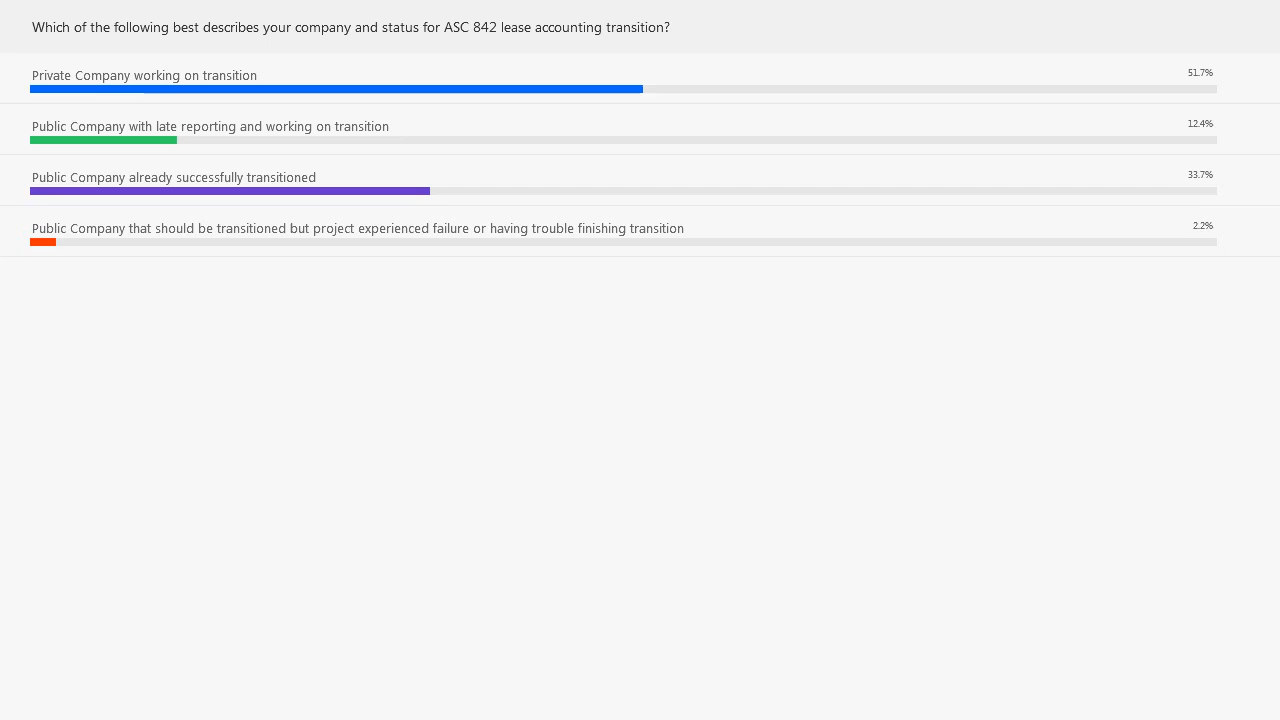 Which of the following best describes your company and status for ASC 842 lease accounting transition?
Private Company working on transition
51.7%
Public Company with late reporting and working on transition
12.4%
Public Company already successfully transitioned
33.7%
Public Company that should be transitioned but project experienced failure or having trouble finishing transition
2.2%